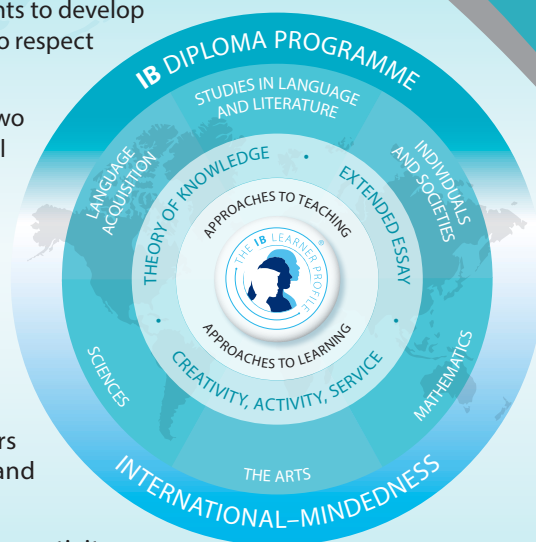 nts to develop
o respect
wo
l
rs
and
IB DIPLOMA PROGRAMME
STUDIES IN LANGUAGE
AND LITERATURE
LANGUAGE
ACQUISITION
INDIVIDUALS
AND SOCIETIES
THEORY OF KNOWLEDGE
EXTENDED ESSAY
APPROACHES TO TEACHING
THE IB LEARNER PROFILE®
APPROACHES TO LEARNING
CREATIVITY, ACTIVITY, SERVICE
SCIENCES
MATHEMATICS
THE ARTS
INTERNATIONAL–MINDEDNESS